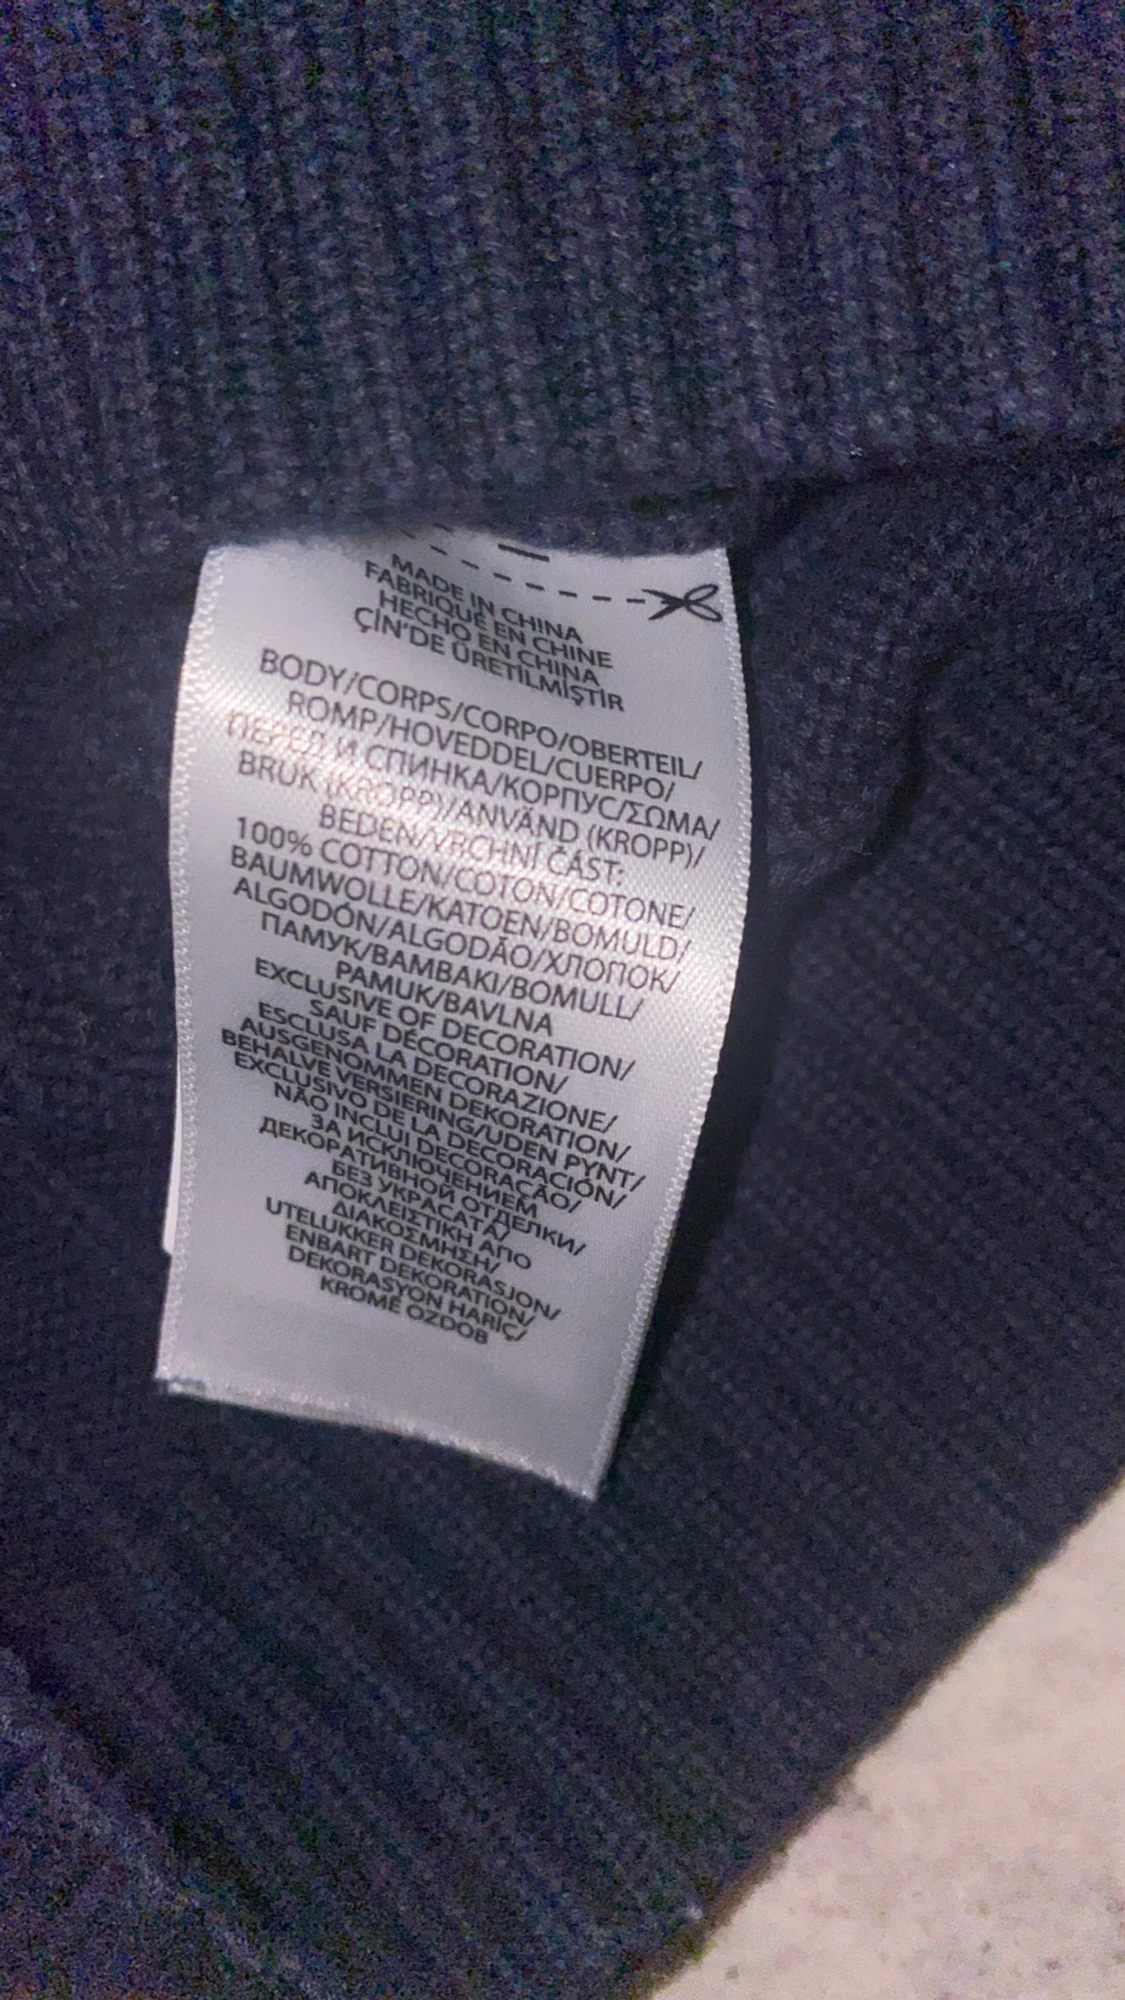 MADE IN CHINA
FABRIQUÉ EN CHINE
HECHO EN CHINA
ÇİN'DE ÜRETİLMİŞTİR
BODY/CORPS/CORPO/OBERTEIL/
ROMP/HOVEDDEL/CUERPO/
ПЕРЕД И СПИНКА/КОРПУС/ΣΩΜΑ/
BRUK (KROPP)/ANVÄND (KROPP)/
BEDEN/VRCHNÍ ČÁST:
100% COTTON/COTON/COTONE/
BAUMWOLLE/KATOEN/BOMULD/
ALGODÓN/ALGODÃO/ХЛОПОК/
ПАМУК/BAMBAKI/BOMULL/
PAMUK/BAVLNA
EXCLUSIVE OF DECORATION/
SAUF DÉCORATION/
ESCLUSA LA DECORAZIONE/
AUSGENOMMEN DEKORATION/
BEHALVE VERSIERING/UDEN PYNT/
EXCLUSIVO DE LA DECORACIÓN/
NÃO INCLUI DECORAÇÃO/
ЗА ИСКЛЮЧЕНИЕМ
ДЕКОРАТИВНОЙ ОТДЕЛКИ/
БЕЗ УКРАСАТА/
ΑΠΟΚΛΕΙΣΤΙΚΗ ΑΠΟ
ΔΙΑΚΟΣΜΗΣΗ/
UTELUKKER DEKORASJON/
ENBART DEKORATION/
DEKORASYON HARİÇ/
KROMĚ OZDOB